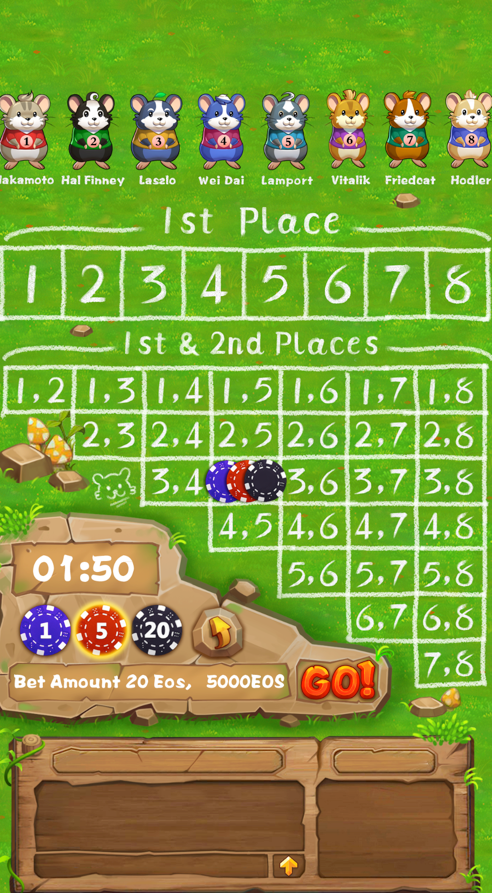 1 2 3 4 5 6 7 8
akamoto Hal Finney Laszlo Wei Dai Lamport Vitalik Friedcat Hodler
1st Place
1 2 3 4 5 6 7 8
1st & 2nd Places
1,2 1,3 1,4 1,5 1,6 1,7 1,8
2,3 2,4 2,5 2,6 2,7 2,8
3,4 3,6 3,7 3,8
4,5 4,6 4,7 4,8
5,6 5,7 5,8
6,7 6,8
7,8
01:50
1 5 20
Bet Amount 20 Eos, 5000EOS
GO!